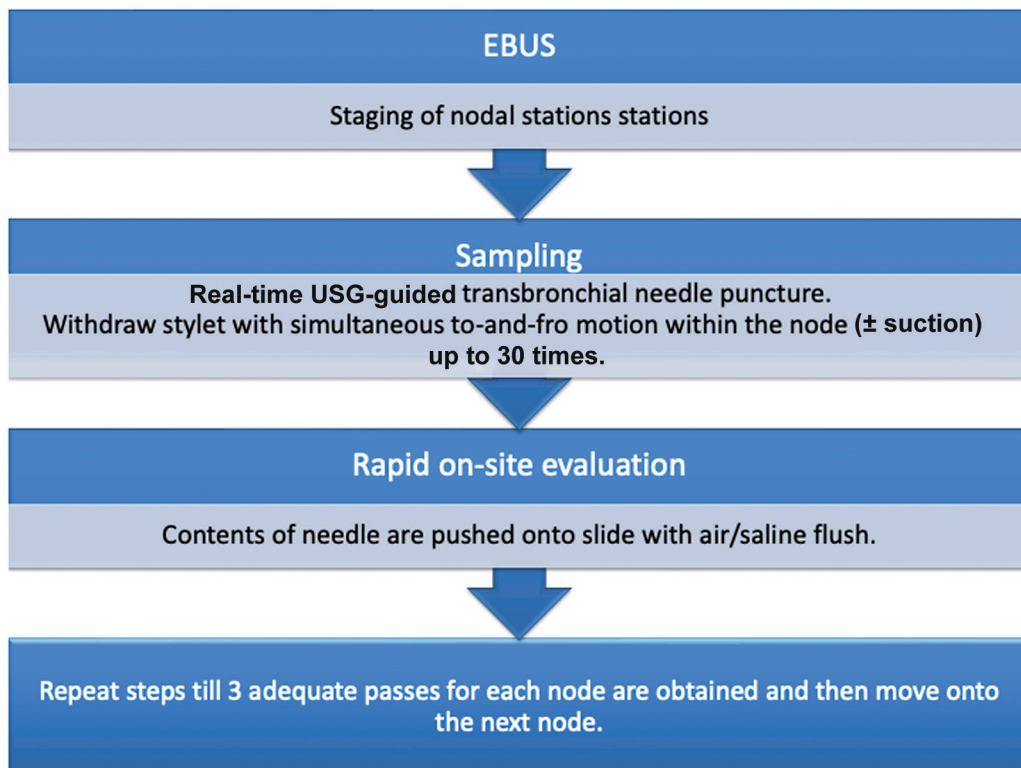 EBUS
Staging of nodal stations stations
Sampling
Real-time USG-guided transbronchial needle puncture.
Withdraw stylet with simultaneous to-and-fro motion within the node (± suction)
up to 30 times.
Rapid on-site evaluation
Contents of needle are pushed onto slide with air/saline flush.
Repeat steps till 3 adequate passes for each node are obtained and then move onto
the next node.